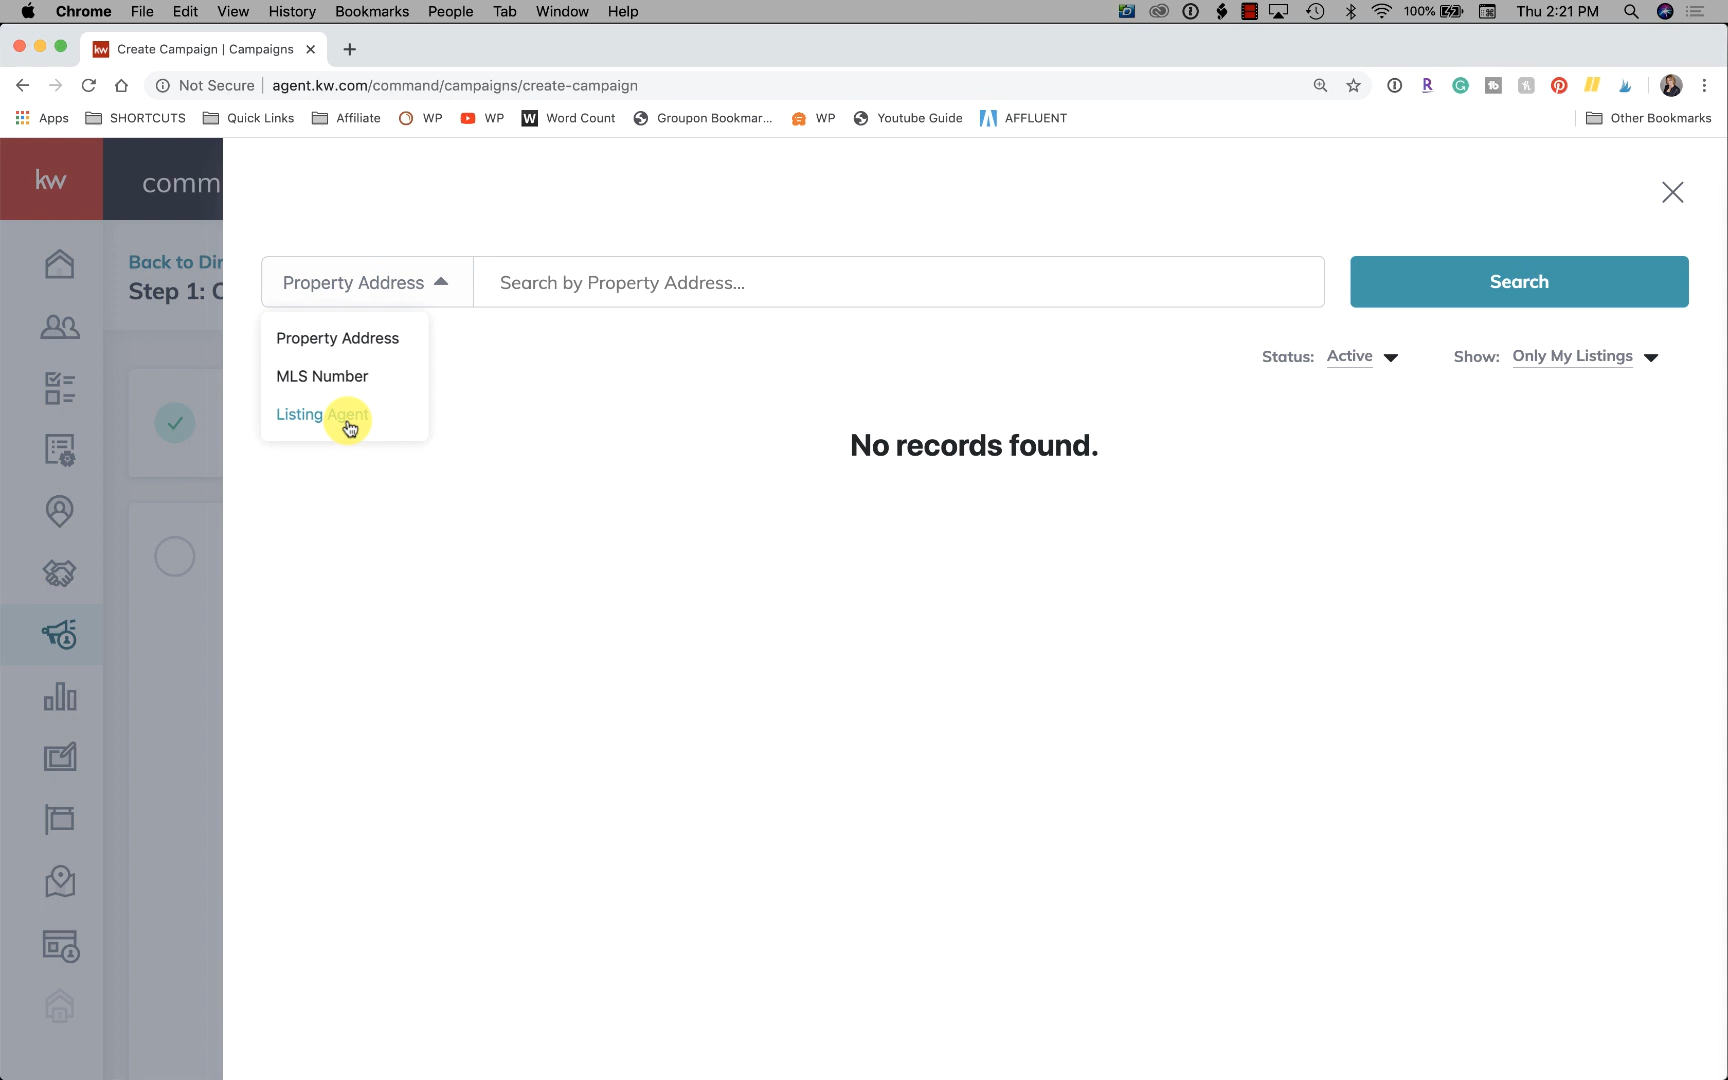 Chrome File Edit View History Bookmarks People Tab Window Help 100% Thu 2:21 PM
kw Create Campaign | Campaigns
Not Secure agent.kw.com/command/campaigns/create-campaign
Apps SHORTCUTS Quick Links Affiliate WP WP W Word Count Groupon Bookmar... WP Youtube Guide AFFLUENT Other Bookmarks
kw comm
Back to Dir
Step 1: C
Property Address Search by Property Address... Search
Property Address
MLS Number
Listing Agent
Status: Active Show: Only My Listings
No records found.